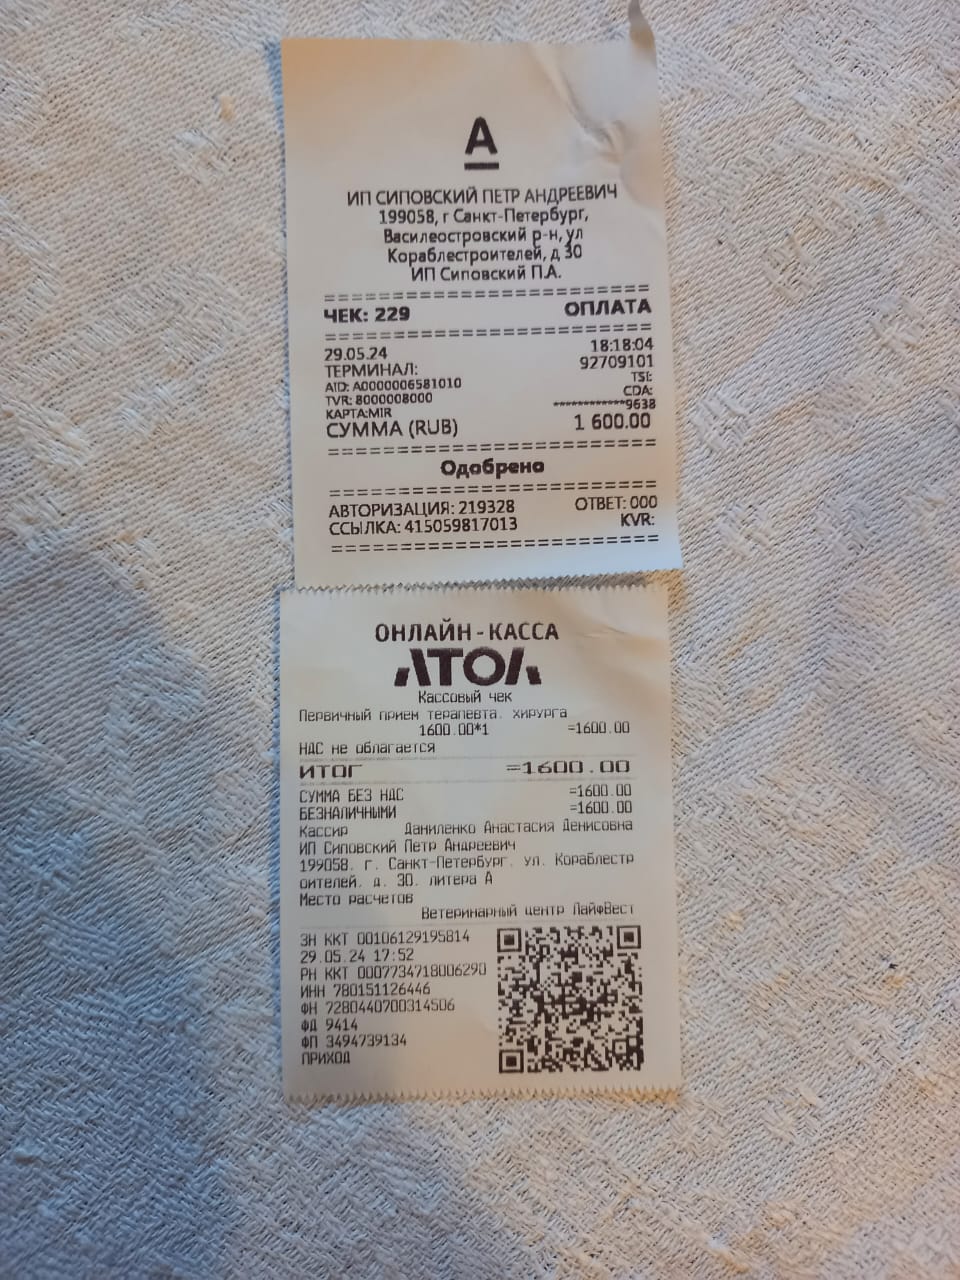 А
ИП СИПОВСКИЙ ПЕТР АНДРЕЕВИЧ
199058, г Санкт-Петербург,
Василеостровский р-н, ул
Кораблестроителей, д 30
ИП Сиповский П.А.
==============================
ЧЕК: 229 ОПЛАТА
==============================
29.05.24 18:18:04
ТЕРМИНАЛ: 92709101
AID: A0000006581010 TSI:
TVR: 8000008000 CDA:
КАРТА:MIR ************9638
СУММА (RUB) 1 600.00
==============================
Одобрено
==============================
АВТОРИЗАЦИЯ: 219328 ОТВЕТ: 000
ССЫЛКА: 415059817013 KVR:
==============================
ОНЛАЙН-КАССА
АТОЛ
Кассовый чек
Первичный прием терапевта, хирурга
1600.00*1 =1600.00
НДС не облагается
ИТОГ =1600.00
СУММА БЕЗ НДС =1600.00
БЕЗНАЛИЧНЫМИ =1600.00
Кассир Даниленко Анастасия Денисовна
ИП Сиповский Петр Андреевич
199058, г. Санкт-Петербург, ул. Кораблестр
оителей, д. 30, литера А
Место расчетов
Ветеринарный центр ЛайфВест
ЗН ККТ 00106129195814
29.05.24 17:52
РН ККТ 0007734718006290
ИНН 780151126446
ФН 7280440700314506
ФД 9414
ФП 3494739134
ПРИХОД